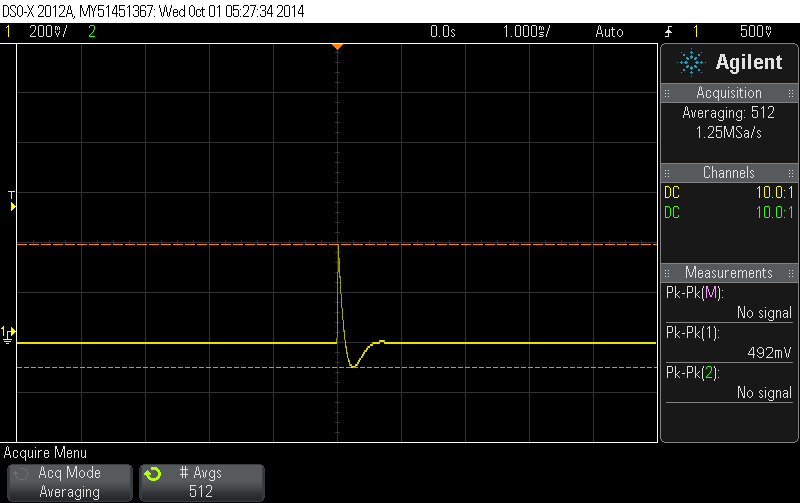 DSO-X 2012A, MY51451367: Wed Oct 01 05:27:34 2014
1 200V/ 2 0.0s 1.000s/ Auto 1 500V
Agilent
Acquisition
Averaging: 512
1.25MSa/s
Channels
DC 10.0:1
DC 10.0:1
T
1
Measurements
Pk-Pk(M):
No signal
Pk-Pk(1):
492mV
Pk-Pk(2):
No signal
Acquire Menu
Acq Mode
Averaging
# Avgs
512